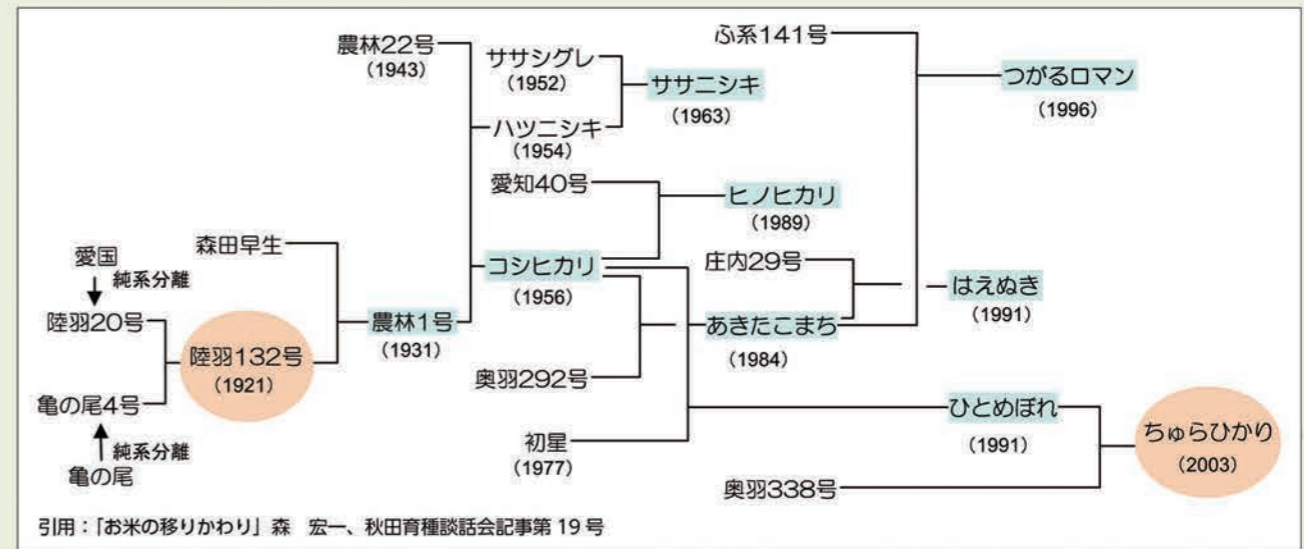 農林22号
(1943)
ササシグレ
(1952)
ハツニシキ
(1954)
ササニシキ
(1963)
ふ系141号
つがるロマン
(1996)
愛知40号
ヒノヒカリ
(1989)
愛国
純系分離
陸羽20号
亀の尾4号
純系分離
亀の尾
陸羽132号
(1921)
森田早生
農林1号
(1931)
コシヒカリ
(1956)
奥羽292号
初星
(1977)
庄内29号
あきたこまち
(1984)
はえぬき
(1991)
ひとめぼれ
(1991)
奥羽338号
ちゅらひかり
(2003)
引用：「お米の移りかわり」森　宏一、秋田育種談話会記事第 19 号